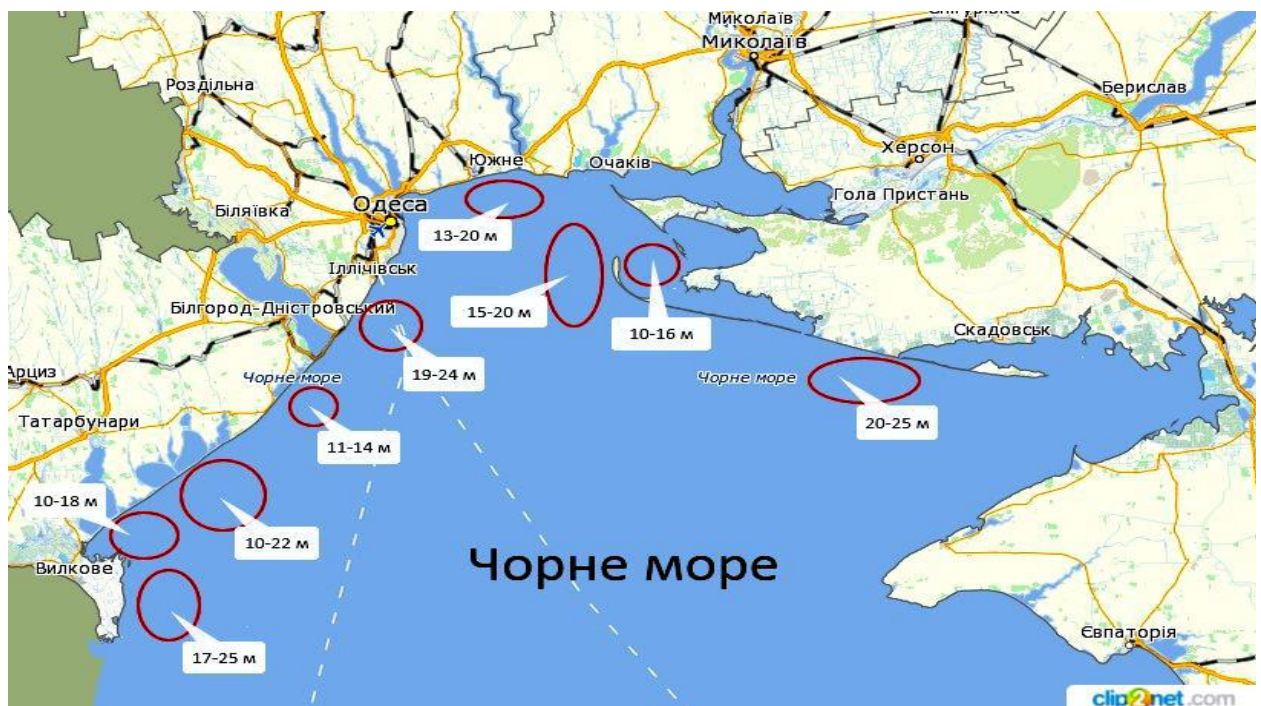 Миколаїв
Снігурівка
Миколаїв
Роздільна
Берислав
Южне
Очаків
Херсон
Гола Пристань
Одеса
Біляївка
13-20 м
Іллічівськ
Білгород-Дністровський
15-20 м
10-16 м
Скадовськ
Арциз
Чорне море
19-24 м
Чорне море
Татарбунари
11-14 м
20-25 м
10-18 м
10-22 м
Вилкове
Чорне море
Євпаторія
17-25 м
clip2net.com